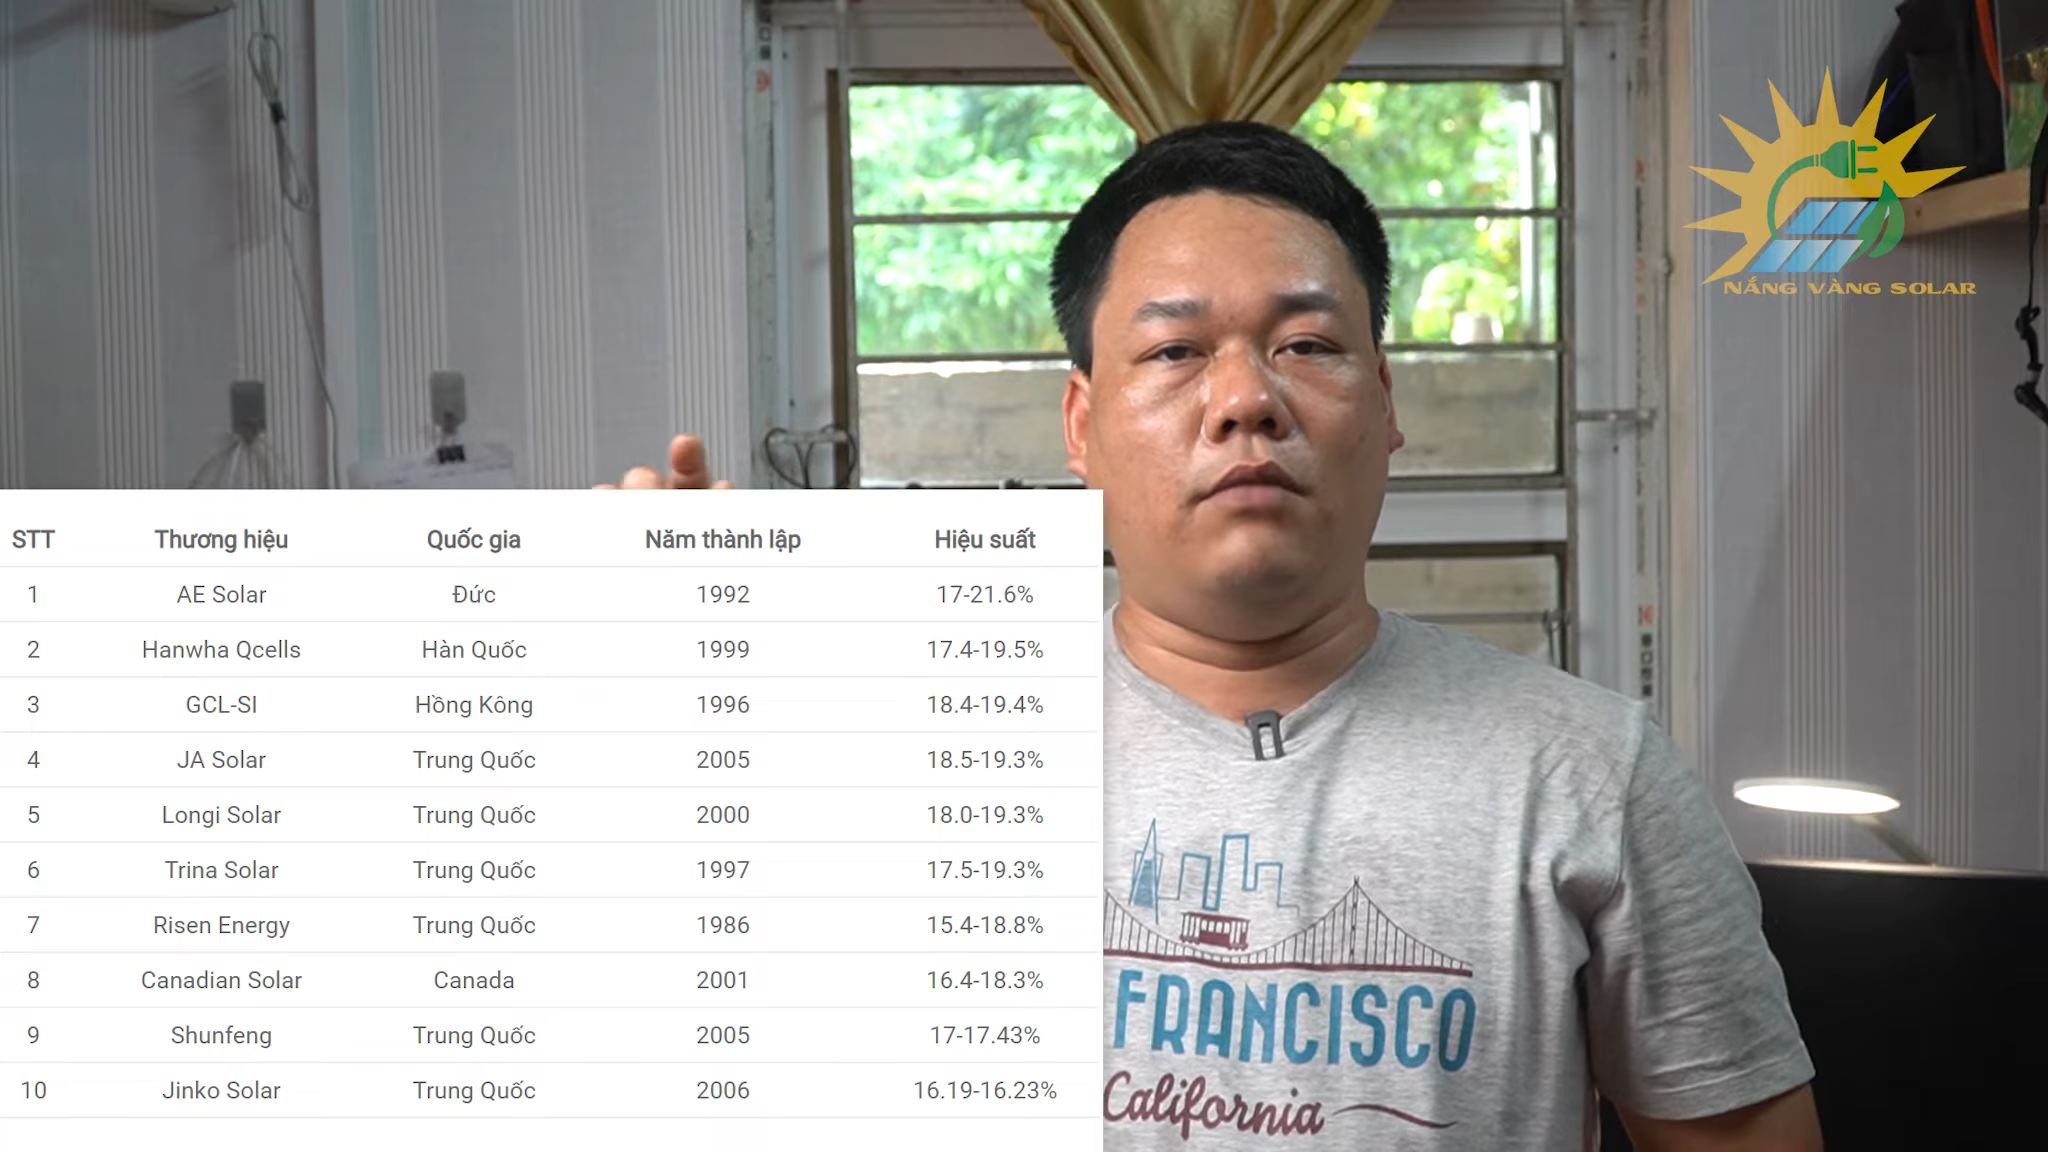 NẮNG VÀNG SOLAR
STT Thương hiệu Quốc gia Năm thành lập Hiệu suất
1 AE Solar Đức 1992 17-21.6%
2 Hanwha Qcells Hàn Quốc 1999 17.4-19.5%
3 GCL-SI Hồng Kông 1996 18.4-19.4%
4 JA Solar Trung Quốc 2005 18.5-19.3%
5 Longi Solar Trung Quốc 2000 18.0-19.3%
6 Trina Solar Trung Quốc 1997 17.5-19.3%
7 Risen Energy Trung Quốc 1986 15.4-18.8%
8 Canadian Solar Canada 2001 16.4-18.3%
9 Shunfeng Trung Quốc 2005 17-17.43%
10 Jinko Solar Trung Quốc 2006 16.19-16.23%
FRANCISCO
California